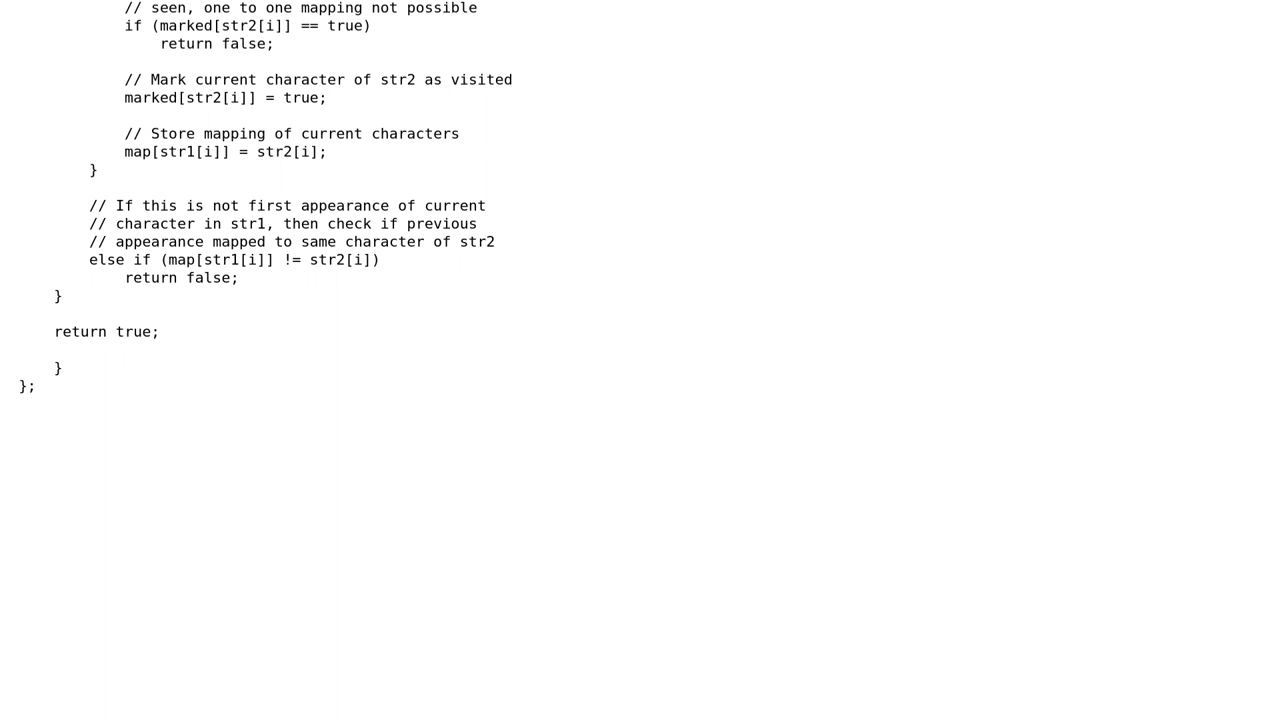 // seen, one to one mapping not possible
if (marked[str2[i]] == true)
return false;
// Mark current character of str2 as visited
marked[str2[i]] = true;
// Store mapping of current characters
map[str1[i]] = str2[i];
}
// If this is not first appearance of current
// character in str1, then check if previous
// appearance mapped to same character of str2
else if (map[str1[i]] != str2[i])
return false;
}
return true;
}
};